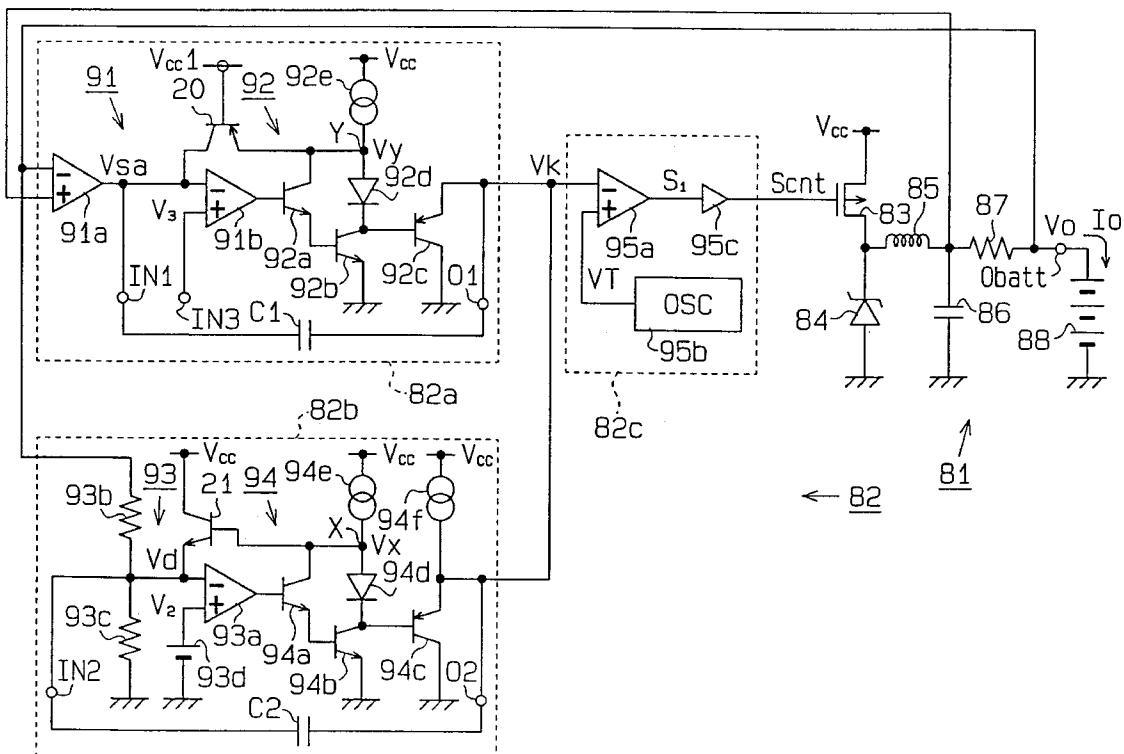 Vcc1
Vcc
91
20
92
92e
Y
Vy
Vsa
92d
Vk
S1
Scnt
Vcc
83
85
87
Vo
Io
V3
91a
91b
92a
92b
92c
95a
95c
Obatt
IN1
IN3
C1
O1
VT
OSC
95b
84
86
88
82a
82b
82c
81
82
Vcc
Vcc
Vcc
93
21
94
94e
94f
93b
X
Vx
Vd
94d
V2
93c
93a
94a
94b
94c
IN2
93d
O2
C2